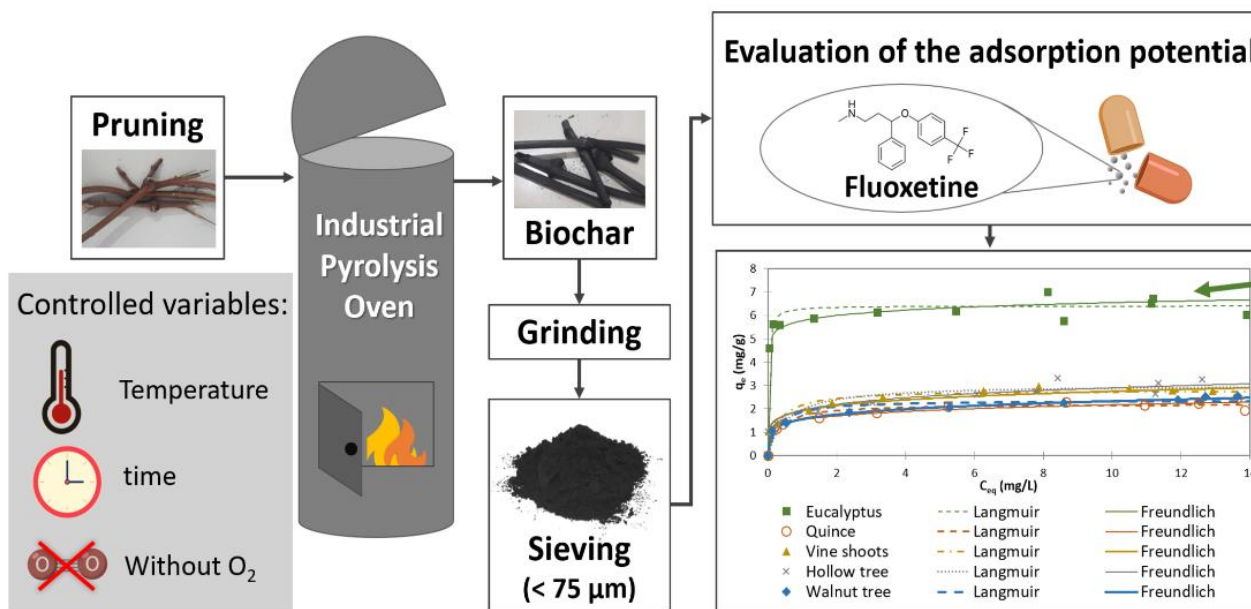 Pruning
Controlled variables:
Temperature
time
O O
Without O₂
Industrial
Pyrolysis
Oven
Biochar
Grinding
Sieving
(< 75 µm)
Evaluation of the adsorption potential
H
N
O
F
F
F
Fluoxetine
qₑ (mg/g)
8
7
6
5
4
3
2
1
0
0 2 4 6 8 10 12 14
C_eq (mg/L)
Eucalyptus Langmuir Freundlich
Quince Langmuir Freundlich
Vine shoots Langmuir Freundlich
Hollow tree Langmuir Freundlich
Walnut tree Langmuir Freundlich